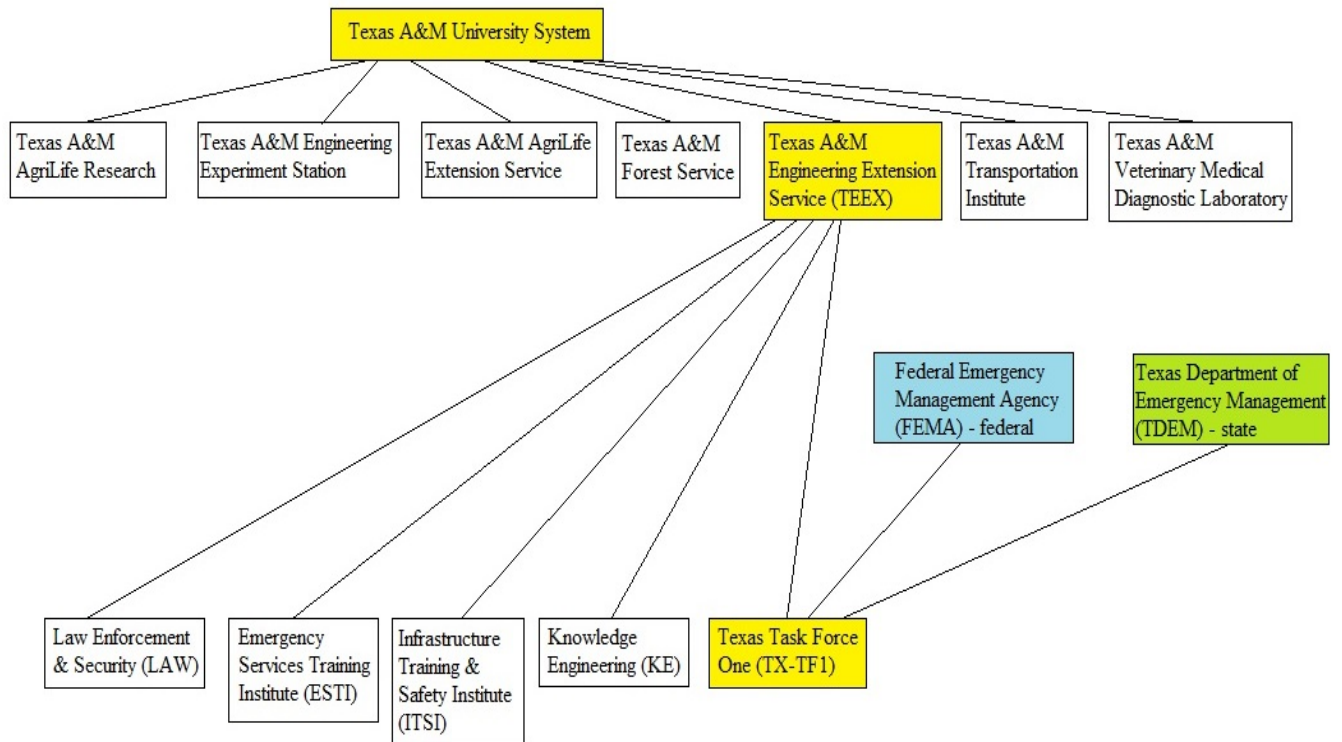 Texas A&M University System
Texas A&M
AgriLife Research
Texas A&M Engineering
Experiment Station
Texas A&M AgriLife
Extension Service
Texas A&M
Forest Service
Texas A&M
Engineering Extension
Service (TEEX)
Texas A&M
Transportation
Institute
Texas A&M
Veterinary Medical
Diagnostic Laboratory
Federal Emergency
Management Agency
(FEMA) - federal
Texas Department of
Emergency Management
(TDEM) - state
Law Enforcement
& Security (LAW)
Emergency
Services Training
Institute (ESTI)
Infrastructure
Training &
Safety Institute
(ITSI)
Knowledge
Engineering (KE)
Texas Task Force
One (TX-TF1)